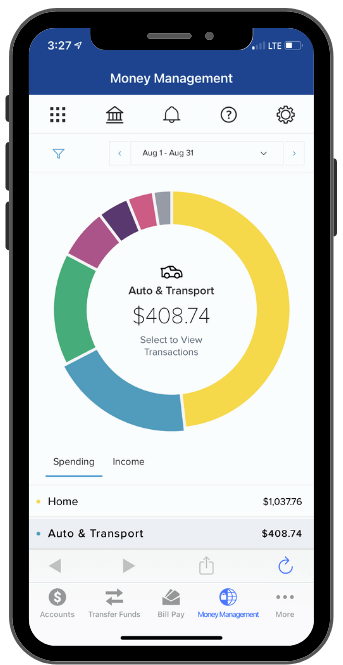 3:27
LTE
Money Management
?
Aug 1 - Aug 31
Auto & Transport
$408.74
Select to View
Transactions
Spending Income
Home $1,037.76
Auto & Transport $408.74
$
Accounts Transfer Funds Bill Pay Money Management More